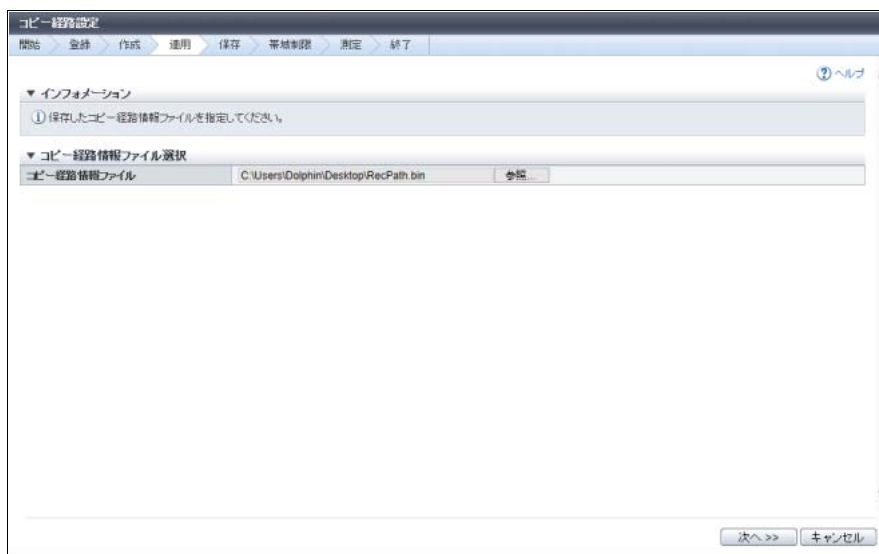 コピー経路設定
開始 登録 作成 適用 保存 帯域制限 測定 終了
? ヘルプ
▼ インフォメーション
i 保存したコピー経路情報ファイルを指定してください。
▼ コピー経路情報ファイル選択
コピー経路情報ファイル C:\Users\Dolphin\Desktop\RecPath.bin 参照...
次へ >> キャンセル